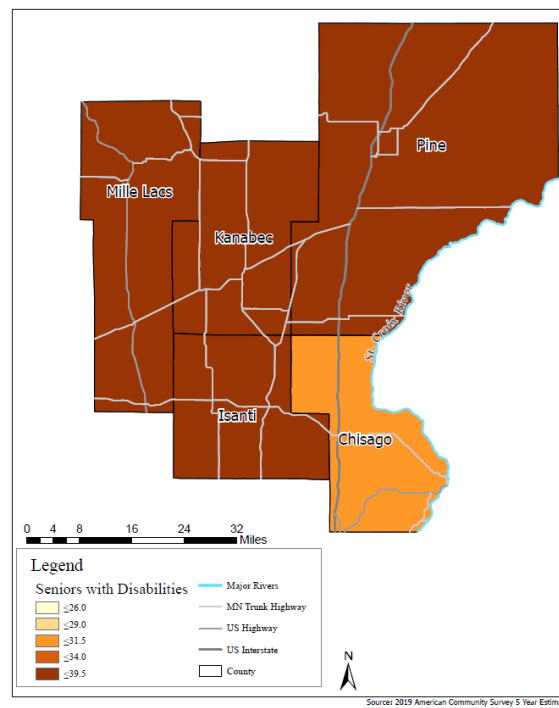 Pine
Mille Lacs
Kanabec
St. Croix River
Isanti
Chisago
0 2 4 8 16 24 32
Miles
Legend
Seniors with Disabilities
≤26.0
≤29.0
≤31.5
≤34.0
≤39.5
Major Rivers
MN Trunk Highway
US Highway
US Interstate
County
N
Source: 2019 American Community Survey 5 Year Estima